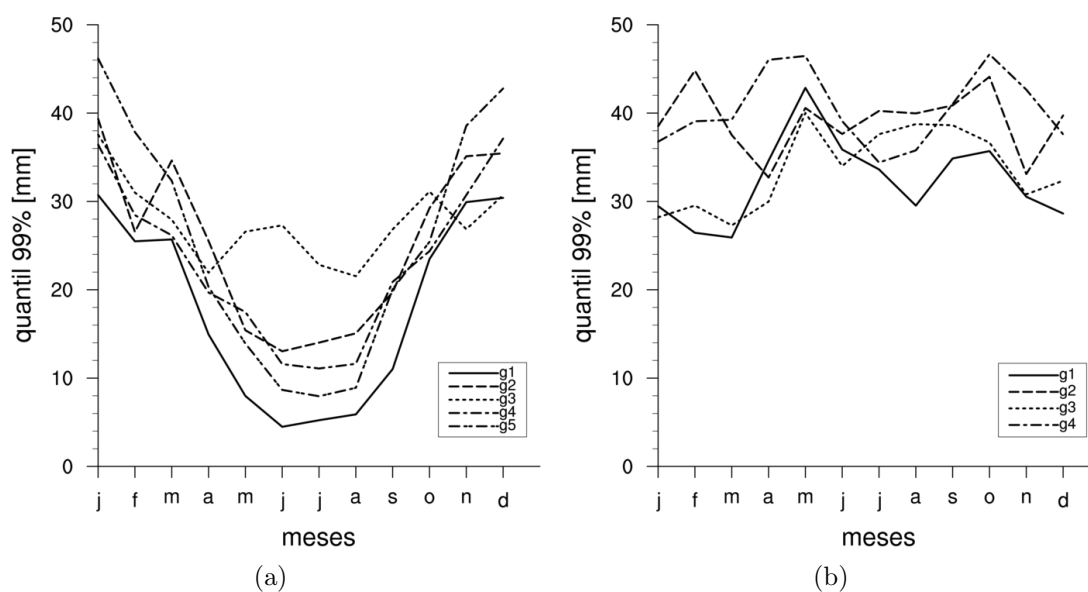 50
40
30
20
10
0
quantil 99% [mm]
j f m a m j j a s o n d
meses
g1
g2
g3
g4
g5
(a)
50
40
30
20
10
0
quantil 99% [mm]
j f m a m j j a s o n d
meses
g1
g2
g3
g4
(b)